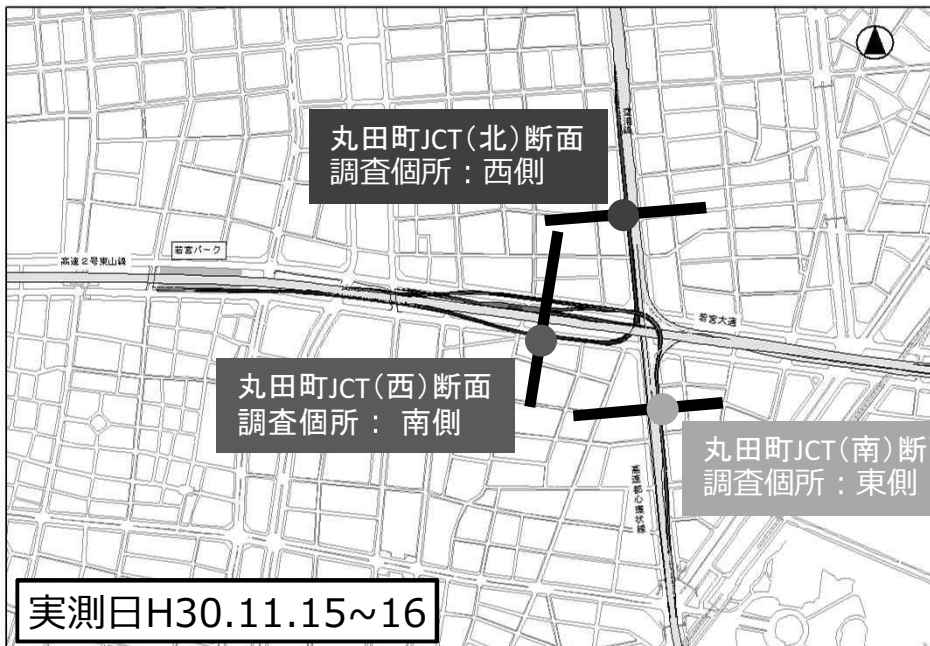 丸田町JCT(北)断面
調査個所：西側
若宮パーク
高速2号東山線
若宮大通
丸田町JCT(西)断面
調査個所： 南側
丸田町JCT(南)断
調査個所：東側
高速都心環状線
実測日H30.11.15~16